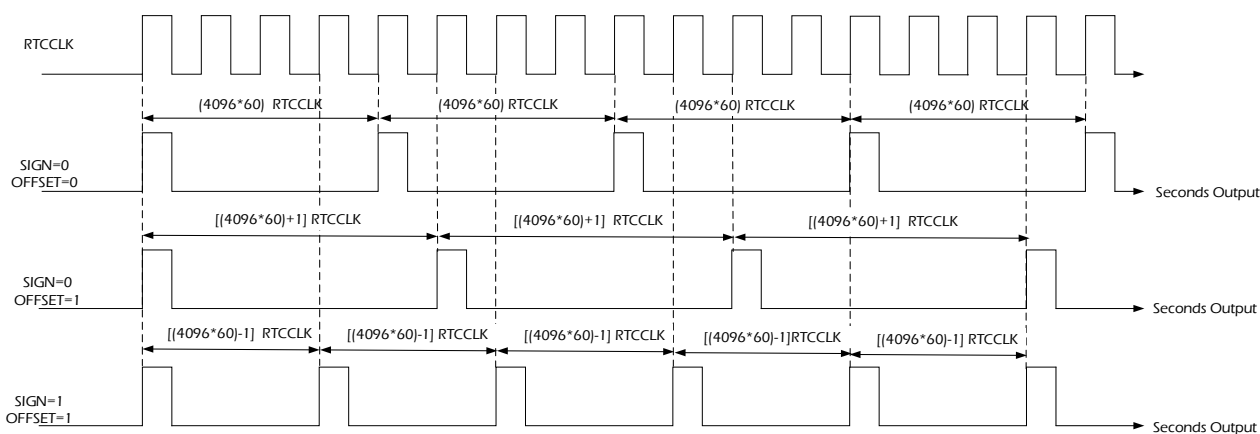 RTCCLK
(4096*60) RTCCLK
(4096*60) RTCCLK
(4096*60) RTCCLK
(4096*60) RTCCLK
SIGN=0
OFFSET=0
Seconds Output
[(4096*60)+1] RTCCLK
[(4096*60)+1] RTCCLK
[(4096*60)+1] RTCCLK
SIGN=0
OFFSET=1
Seconds Output
[(4096*60)-1] RTCCLK
[(4096*60)-1] RTCCLK
[(4096*60)-1] RTCCLK
[(4096*60)-1]RTCCLK
[(4096*60)-1] RTCCLK
SIGN=1
OFFSET=1
Seconds Output